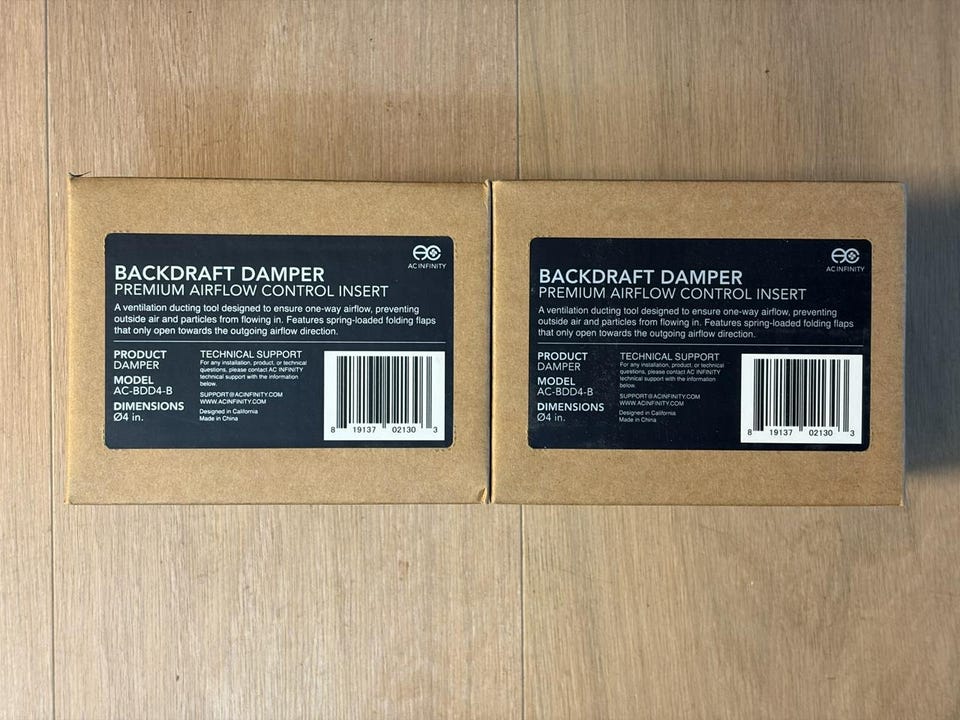 AC INFINITY
BACKDRAFT DAMPER
PREMIUM AIRFLOW CONTROL INSERT
A ventilation ducting tool designed to ensure one-way airflow, preventing
outside air and particles from flowing in. Features spring-loaded folding flaps
that only open towards the outgoing airflow direction.
PRODUCT
DAMPER
MODEL
AC-BDD4-B
DIMENSIONS
Ø4 in.
TECHNICAL SUPPORT
For any installation, product, or technical
questions, please contact AC INFINITY
technical support with the information
below.
SUPPORT@ACINFINITY.COM
WWW.ACINFINITY.COM
Designed in California
Made in China
8 19137 02130 3
AC INFINITY
BACKDRAFT DAMPER
PREMIUM AIRFLOW CONTROL INSERT
A ventilation ducting tool designed to ensure one-way airflow, preventing
outside air and particles from flowing in. Features spring-loaded folding flaps
that only open towards the outgoing airflow direction.
PRODUCT
DAMPER
MODEL
AC-BDD4-B
DIMENSIONS
Ø4 in.
TECHNICAL SUPPORT
For any installation, product, or technical
questions, please contact AC INFINITY
technical support with the information
below.
SUPPORT@ACINFINITY.COM
WWW.ACINFINITY.COM
Designed in California
Made in China
8 19137 02130 3